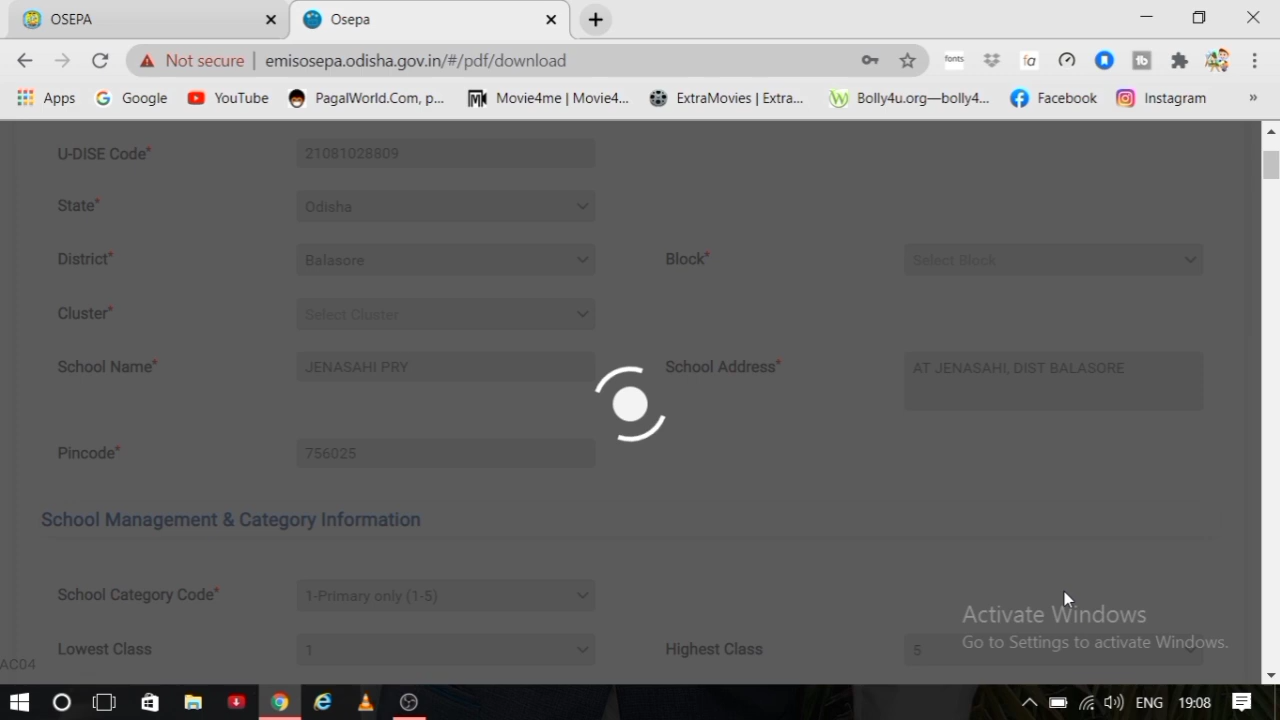 OSEPA
Osepa
Not secure | emisosepa.odisha.gov.in/#/pdf/download
fonts
fa
Apps Google YouTube PagalWorld.Com, p... Movie4me | Movie4... ExtraMovies | Extra... Bolly4u.org—bolly4... Facebook Instagram »
U-DISE Code* 21081028809
State* Odisha
District* Balasore Block* Select Block
Cluster* Select Cluster
School Name* JENASAHI PRY School Address* AT JENASAHI, DIST BALASORE
Pincode* 756025
School Management & Category Information
School Category Code* 1-Primary only (1-5)
Activate Windows
Go to Settings to activate Windows.
Lowest Class 1 Highest Class 5
AC04
ENG 19:08